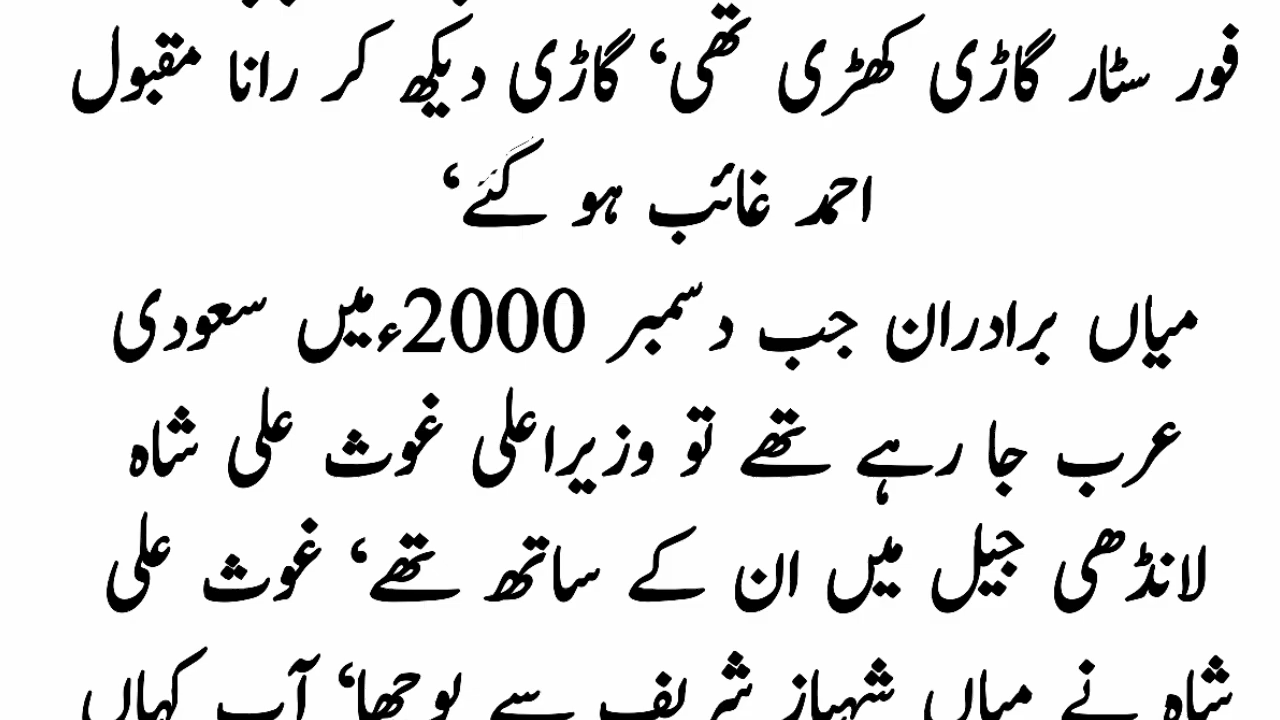 فور سٹار گاڑی کھڑی تھی‘ گاڑی دیکھ کر رانا مقبول
احمد غائب ہو گئے‘
میاں برادران جب دسمبر 2000ءمیں سعودی
عرب جا رہے تھے تو وزیراعلی غوث علی شاہ
لانڈھی جیل میں ان کے ساتھ تھے‘ غوث علی
شاہ نے میاں شہباز شریف سے پوچھا‘ آپ کہاں